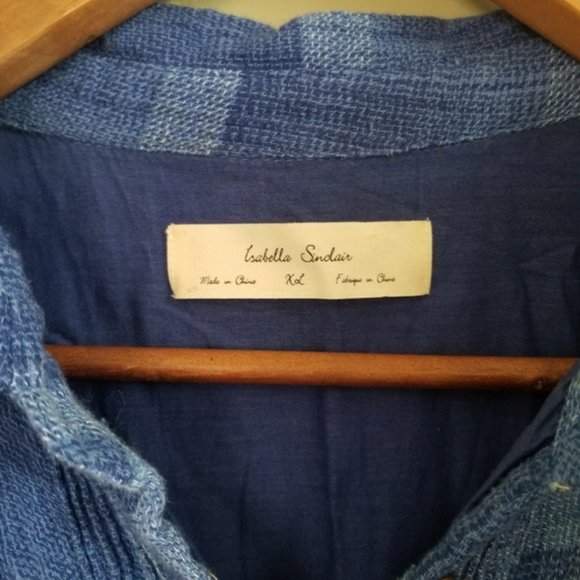 Isabella Sinclair
Made in China XL Fabriqué en Chine